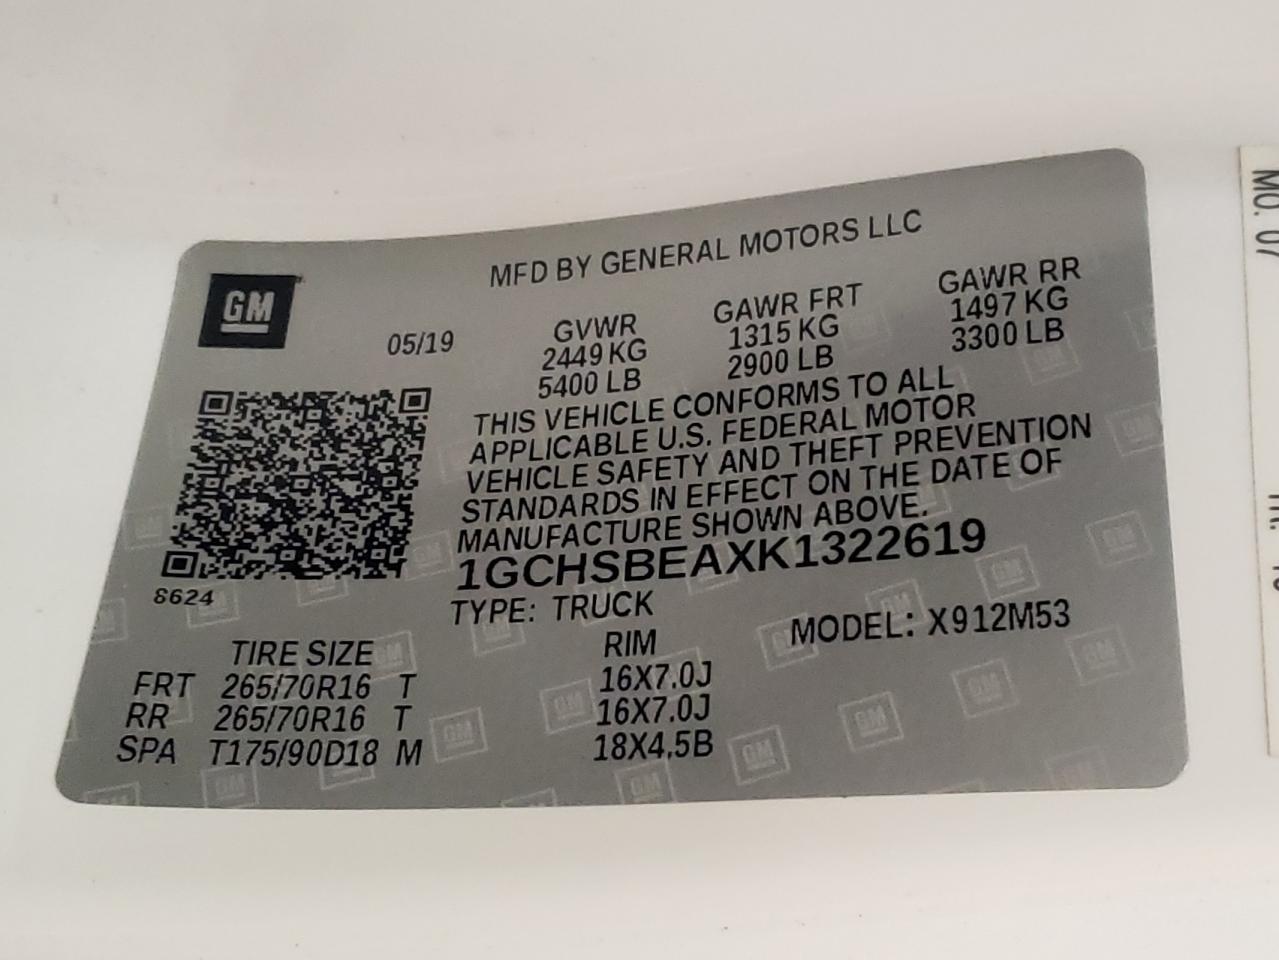 MFD BY GENERAL MOTORS LLC
GM
05/19
GVWR
2449 KG
5400 LB
GAWR FRT
1315 KG
2900 LB
GAWR RR
1497 KG
3300 LB
THIS VEHICLE CONFORMS TO ALL
APPLICABLE U.S. FEDERAL MOTOR
VEHICLE SAFETY AND THEFT PREVENTION
STANDARDS IN EFFECT ON THE DATE OF
MANUFACTURE SHOWN ABOVE.
1GCHSBEAXK1322619
8624
TYPE: TRUCK
MODEL: X912M53
TIRE SIZE RIM
FRT 265/70R16 T 16X7.0J
RR 265/70R16 T 16X7.0J
SPA T175/90D18 M 18X4.5B
MO. 07